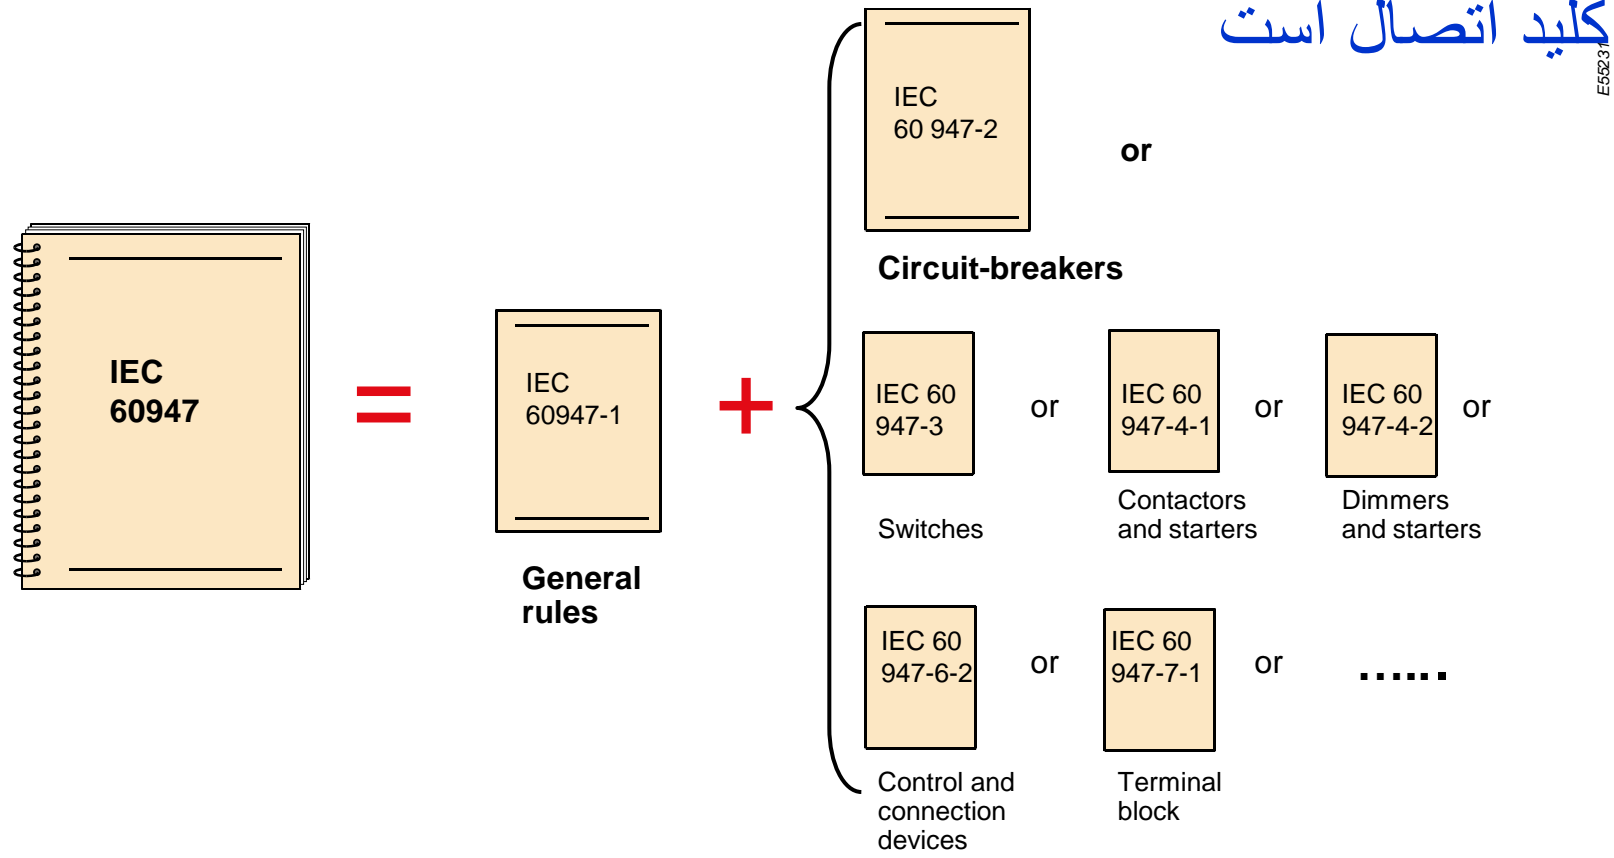 کلید اتصال است
E55231
IEC
60 947-2
or
Circuit-breakers
IEC
60947
=
IEC
60947-1
+
General
rules
IEC 60
947-3
or
IEC 60
947-4-1
or
IEC 60
947-4-2
or
Switches
Contactors
and starters
Dimmers
and starters
IEC 60
947-6-2
or
IEC 60
947-7-1
or
......
Control and
connection
devices
Terminal
block